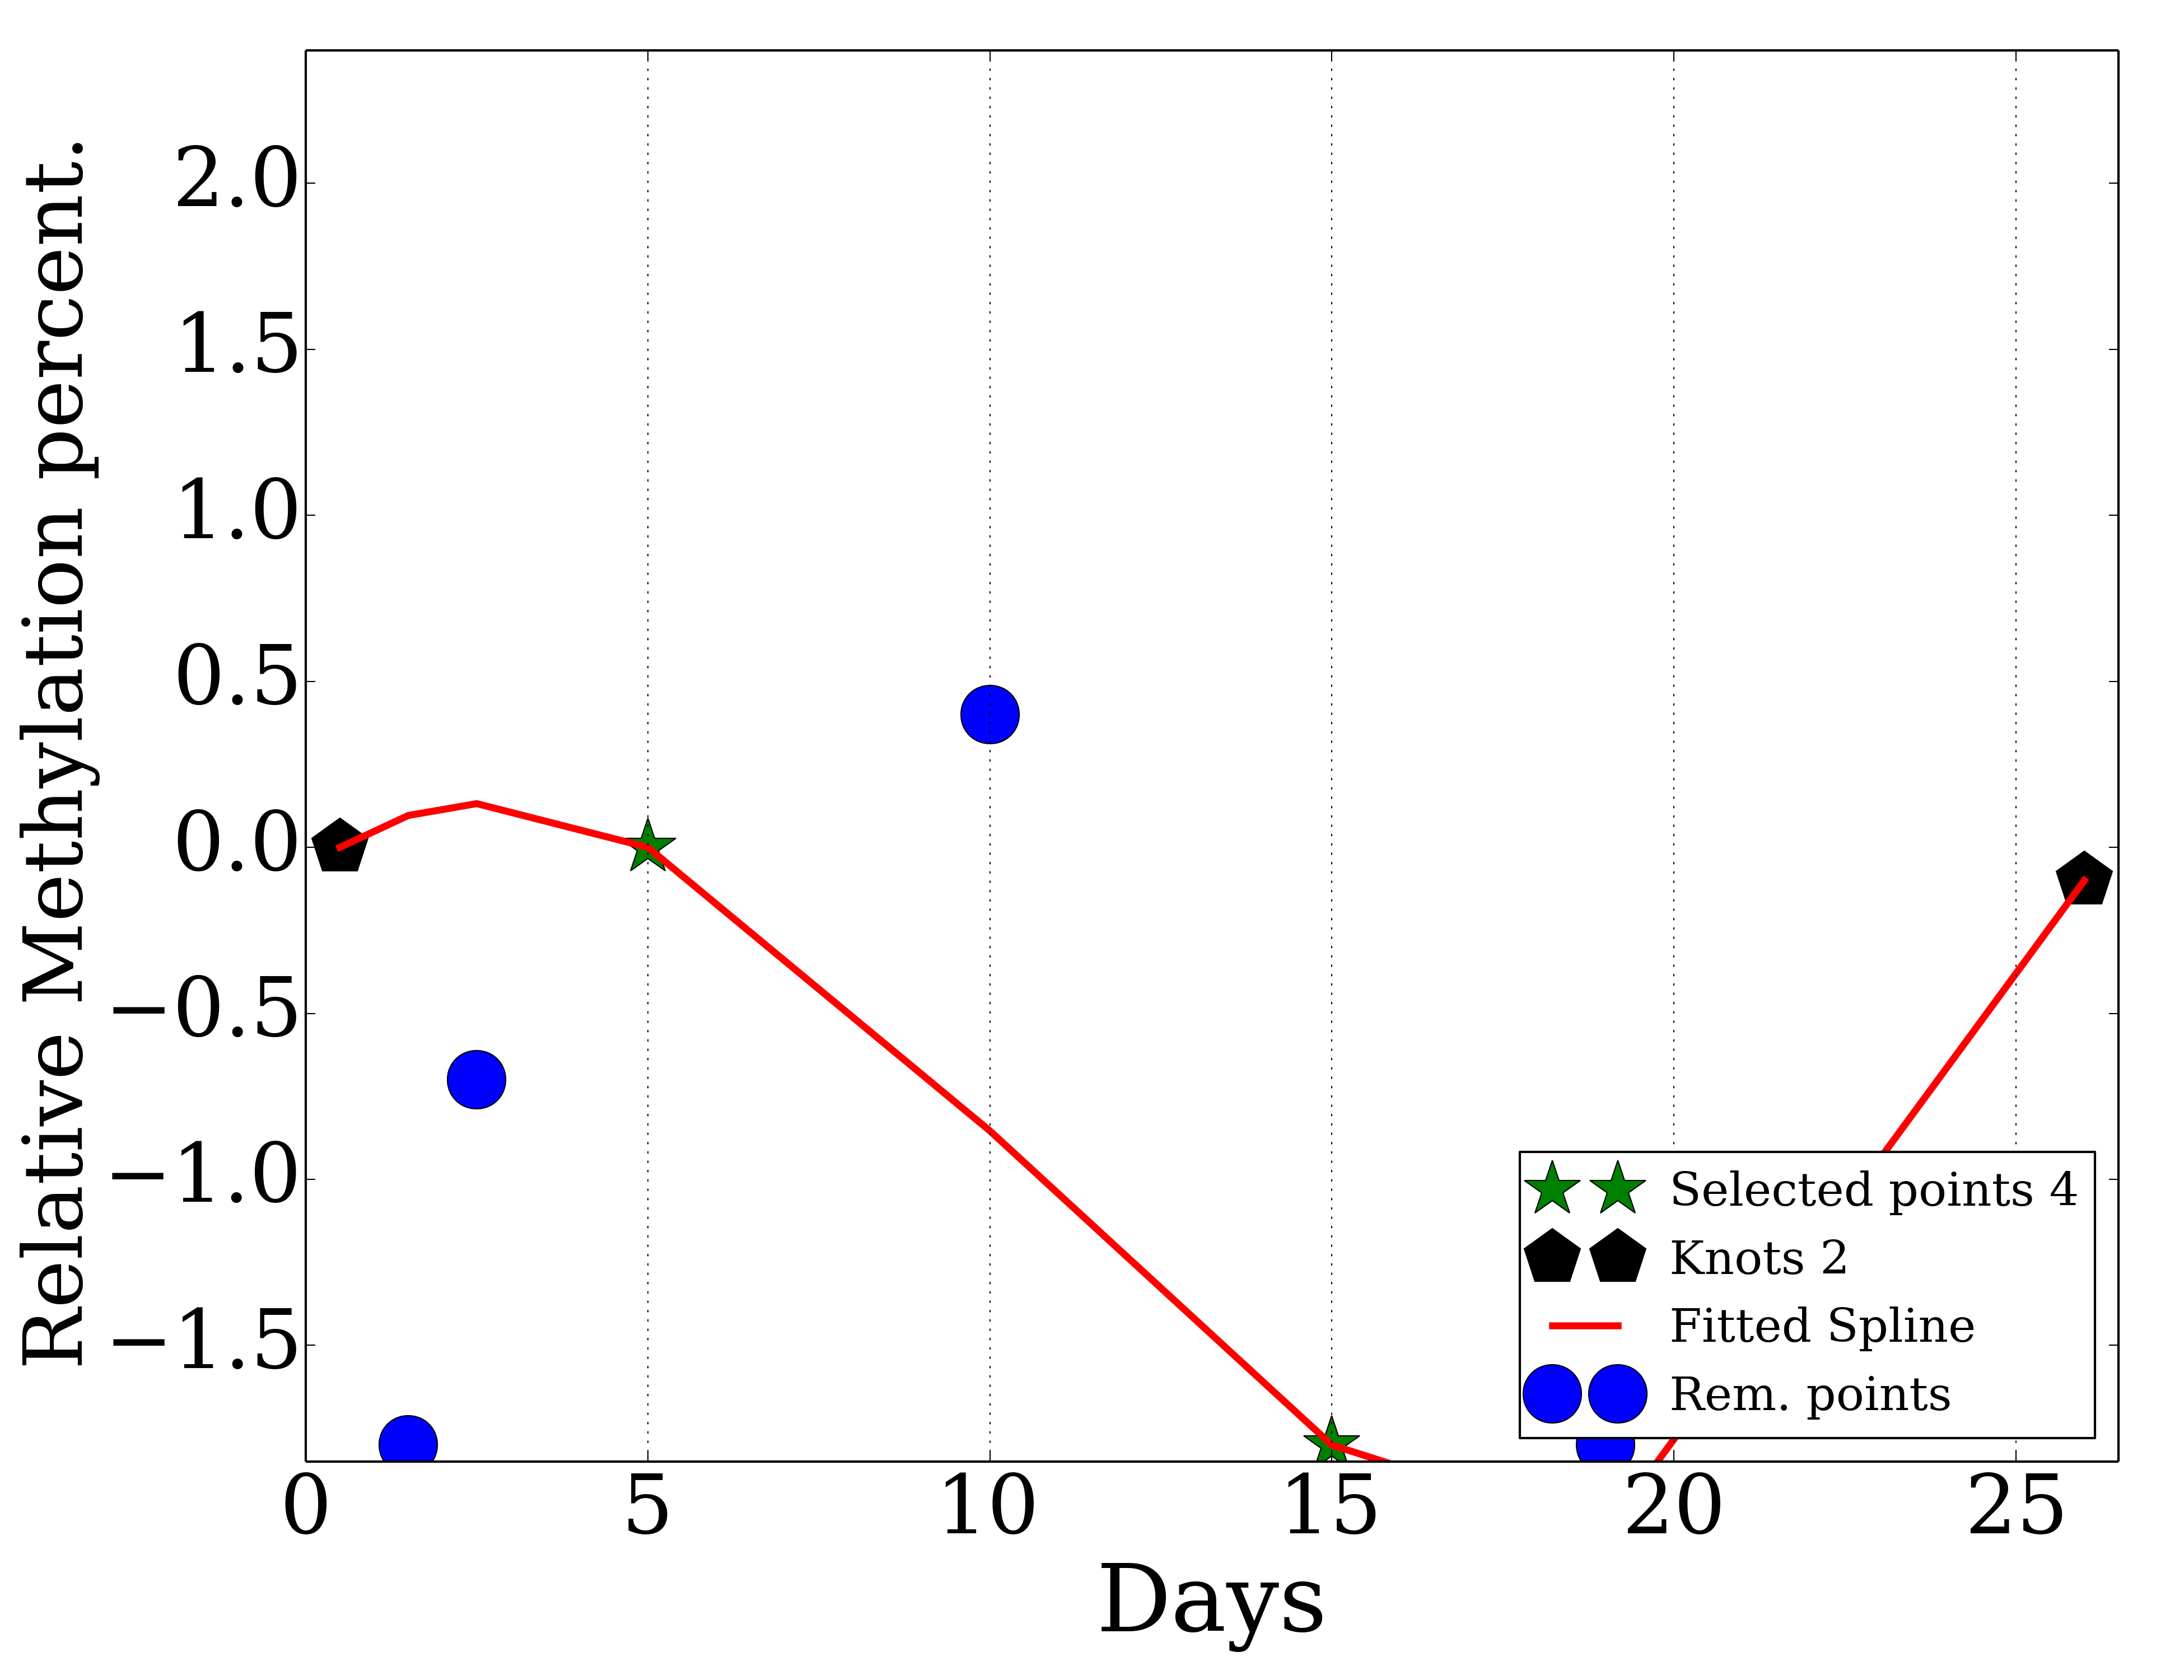 Relative Methylation percent.
2.0
1.5
1.0
0.5
0.0
−0.5
−1.0
−1.5
Selected points 4
Knots 2
Fitted Spline
Rem. points
0 5 10 15 20 25
Days